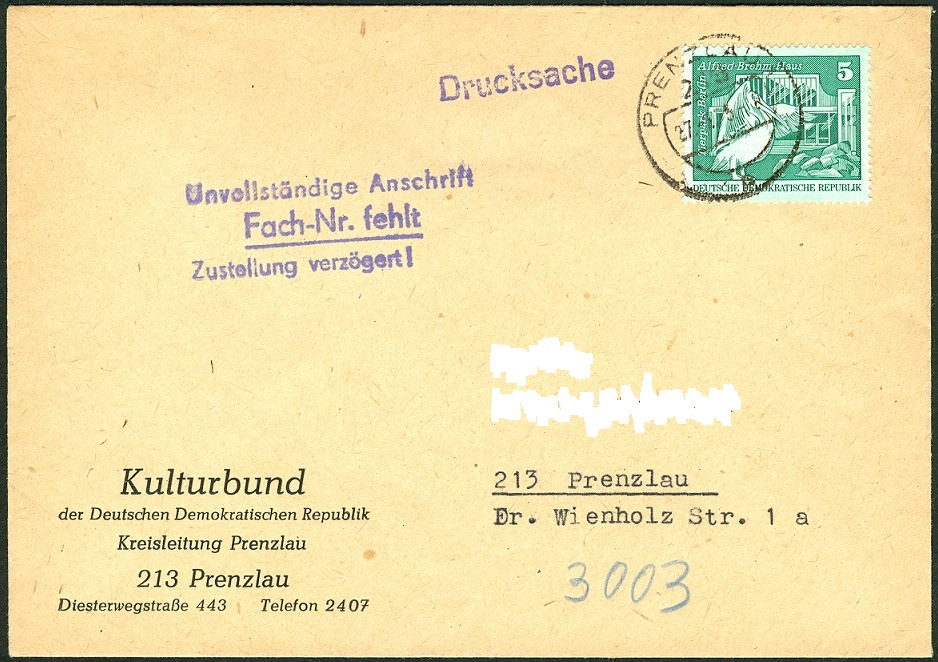 Drucksache
PRENZLAU
Alfred-Brehm-Haus
5
Tierpark Berlin
DEUTSCHE DEMOKRATISCHE REPUBLIK
Unvollständige Anschrift
Fach-Nr. fehlt
Zustellung verzögert!
213 Prenzlau
Dr. Wienholz Str. 1 a
3003
Kulturbund
der Deutschen Demokratischen Republik
Kreisleitung Prenzlau
213 Prenzlau
Diesterwegstraße 443 Telefon 2407